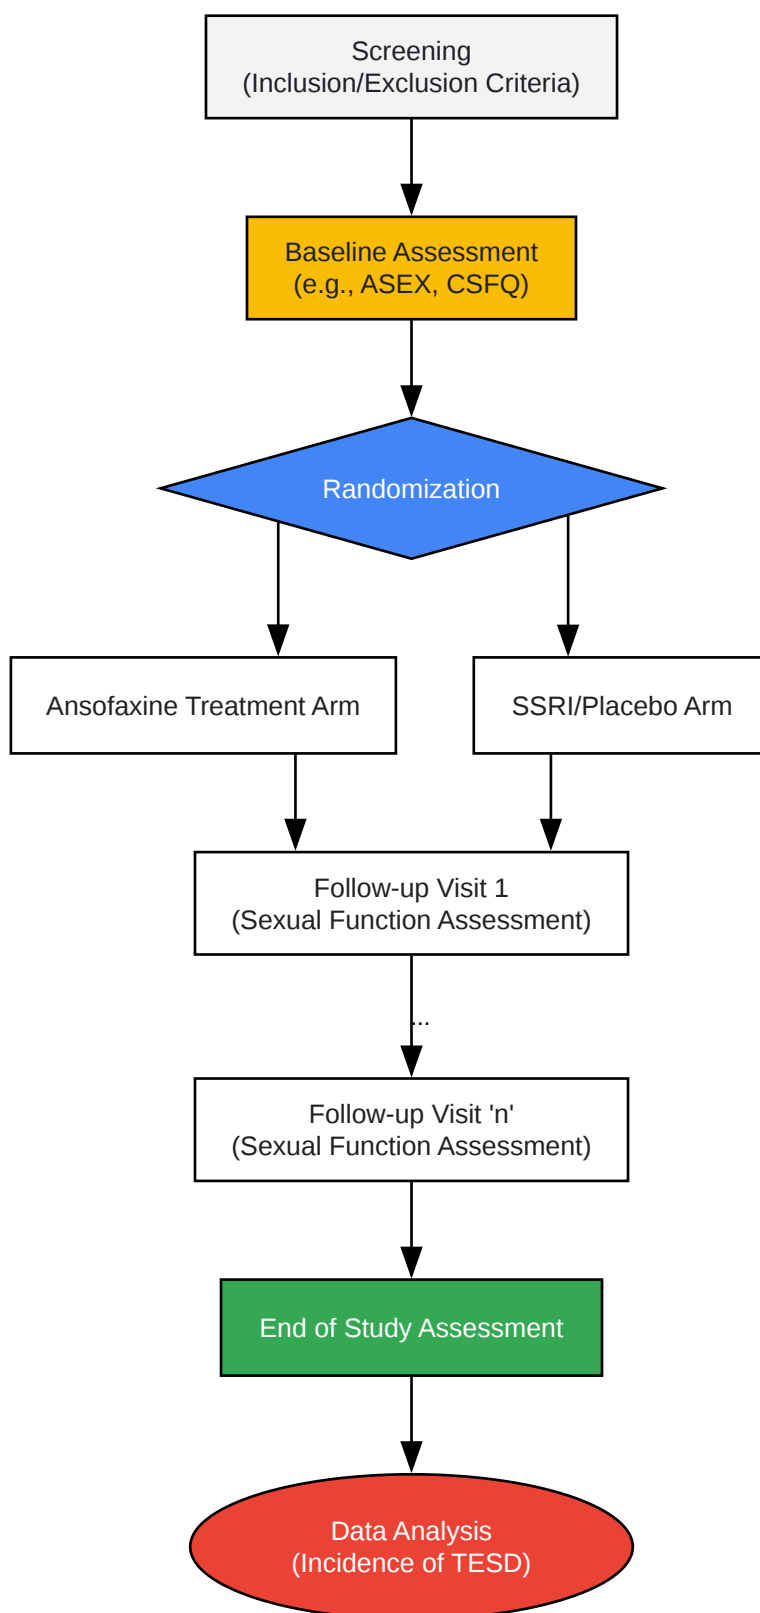 Screening
(Inclusion/Exclusion Criteria)
Baseline Assessment
(e.g., ASEX, CSFQ)
Randomization
Ansofaxine Treatment Arm
SSRI/Placebo Arm
Follow-up Visit 1
(Sexual Function Assessment)
...
Follow-up Visit 'n'
(Sexual Function Assessment)
End of Study Assessment
Data Analysis
(Incidence of TESD)